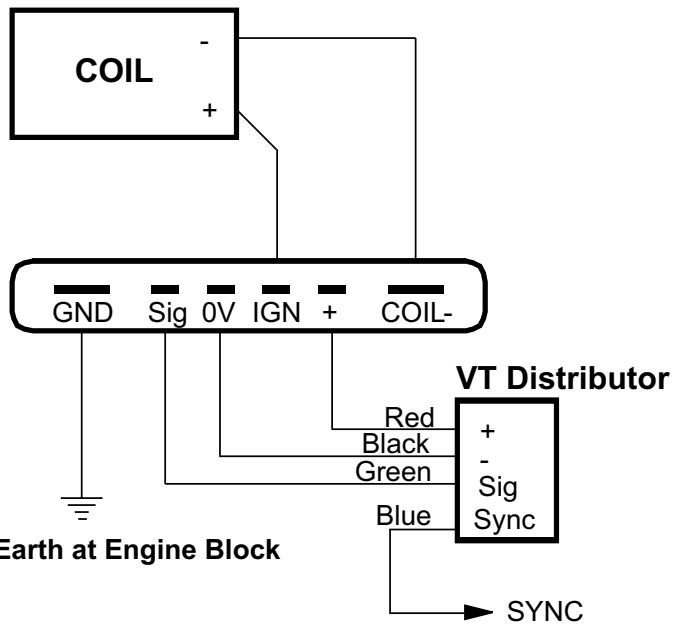 -
COIL
+
GND Sig 0V IGN + COIL-
VT Distributor
Red +
Black -
Green Sig
Blue Sync
Earth at Engine Block
SYNC